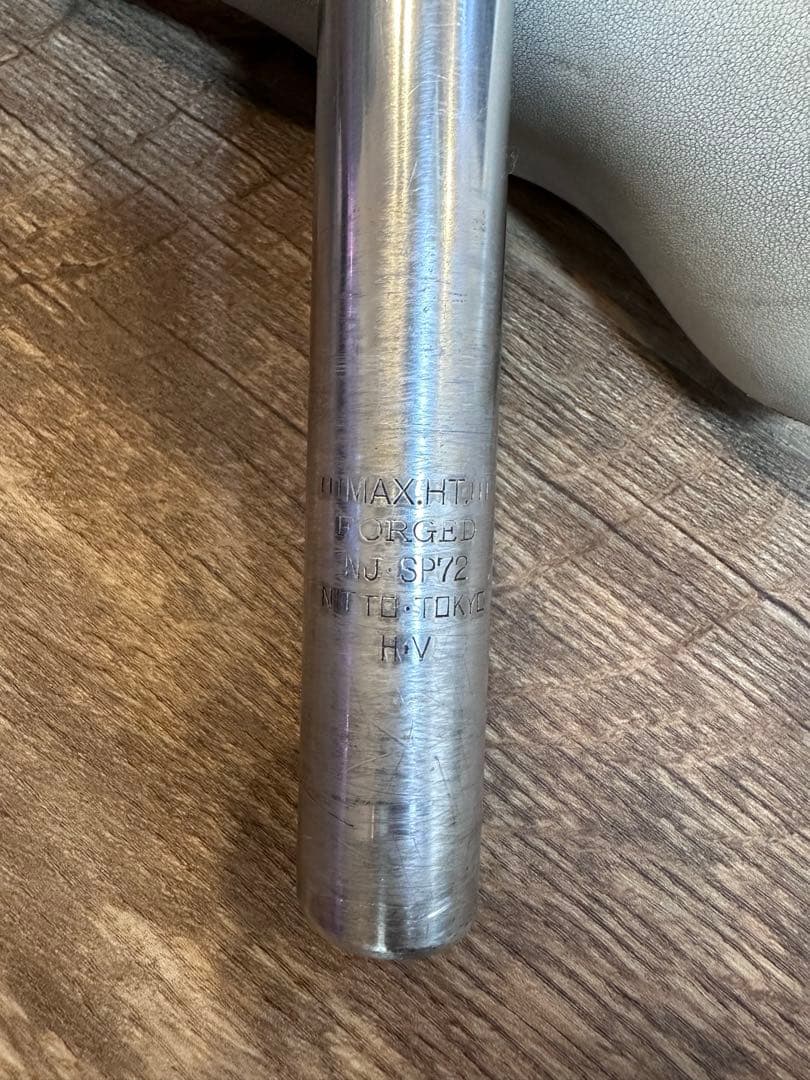 MAX.HT.
FORGED
NJ·SP72
NITTO·TOKYO
H·V